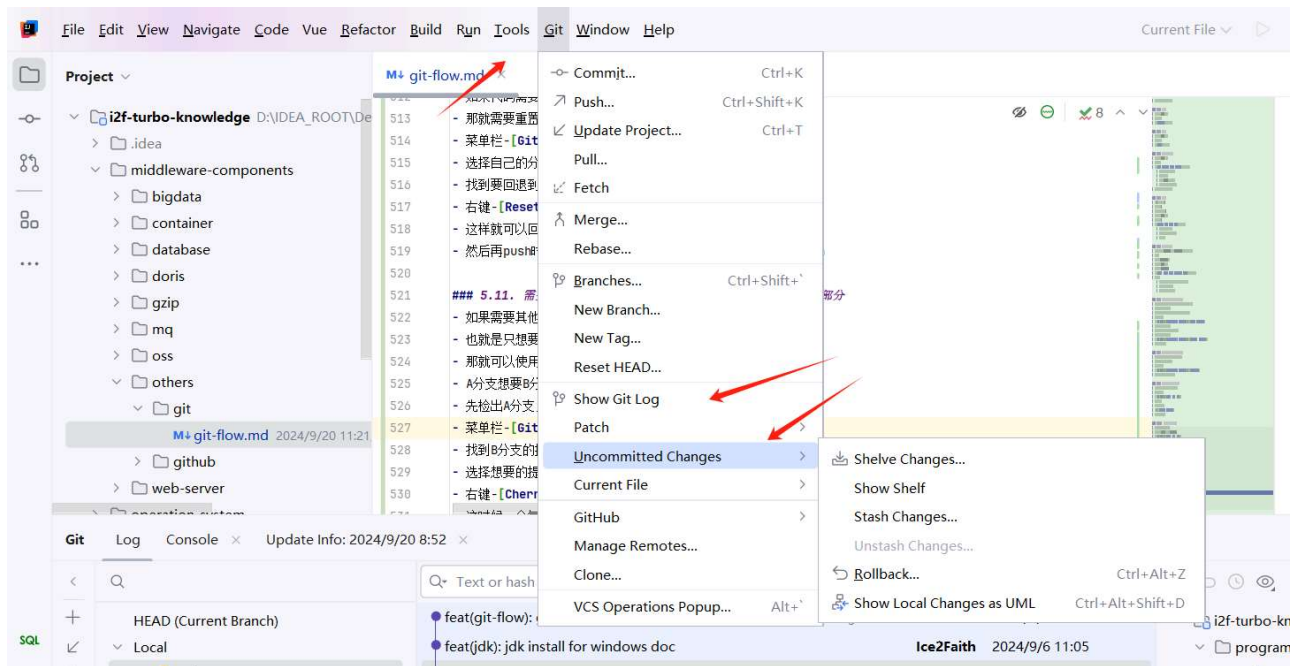 File Edit View Navigate Code Vue Refactor Build Run Tools Git Window Help Current File
Project
i2f-turbo-knowledge D:\IDEA_ROOT\De
.idea
middleware-components
bigdata
container
database
doris
gzip
mq
oss
others
git
git-flow.md 2024/9/20 11:21
github
web-server
operation-system
M↓ git-flow.md
8
513 - 那就需要重置
514 - 菜单栏-[Git
515 - 选择自己的分
516 - 找到要回退到
517 - 右键-[Reset
518 - 这样就可以回
519 - 然后再push时
520
521 ### 5.11. 需 部分
522 - 如果需要其他
523 - 也就是只想要
524 - 那就可以使用
525 - A分支想要B分
526 - 先检出A分支
527 - 菜单栏-[Git
528 - 找到B分支的
529 - 选择想要的提
530 - 右键-[Cherr
Commit... Ctrl+K
Push... Ctrl+Shift+K
Update Project... Ctrl+T
Pull...
Fetch
Merge...
Rebase...
Branches... Ctrl+Shift+`
New Branch...
New Tag...
Reset HEAD...
Show Git Log
Patch
Uncommitted Changes
Current File
GitHub
Manage Remotes...
Clone...
VCS Operations Popup... Alt+`
Shelve Changes...
Show Shelf
Stash Changes...
Unstash Changes...
Rollback... Ctrl+Alt+Z
Show Local Changes as UML Ctrl+Alt+Shift+D
Git Log Console Update Info: 2024/9/20 8:52
Text or hash
HEAD (Current Branch)
Local
feat(git-flow):
feat(jdk): jdk install for windows doc Ice2Faith 2024/9/6 11:05
i2f-turbo-kn
program
SQL